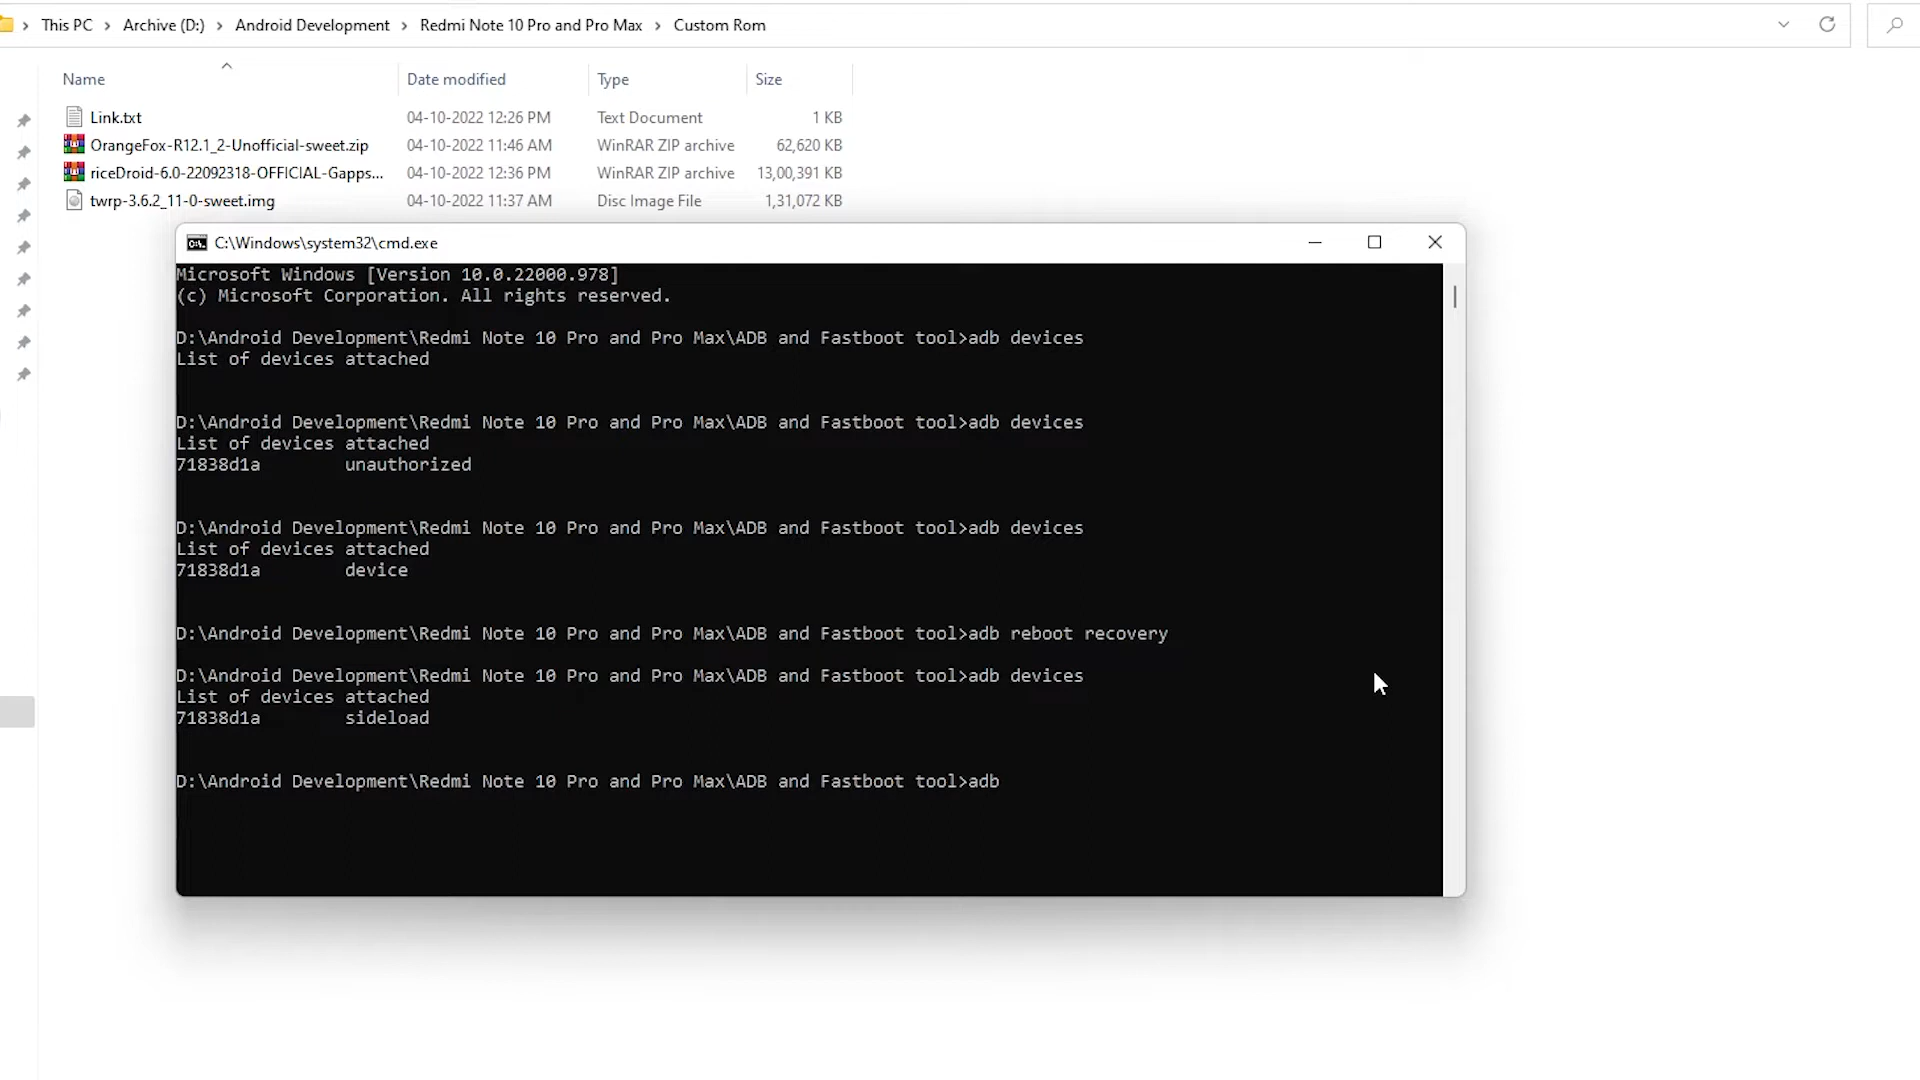 This PC > Archive (D:) > Android Development > Redmi Note 10 Pro and Pro Max > Custom Rom
Name Date modified Type Size
Link.txt 04-10-2022 12:26 PM Text Document 1 KB
OrangeFox-R12.1_2-Unofficial-sweet.zip 04-10-2022 11:46 AM WinRAR ZIP archive 62,620 KB
riceDroid-6.0-22092318-OFFICIAL-Gapps... 04-10-2022 12:36 PM WinRAR ZIP archive 13,00,391 KB
twrp-3.6.2_11-0-sweet.img 04-10-2022 11:37 AM Disc Image File 1,31,072 KB
C:\Windows\system32\cmd.exe
Microsoft Windows [Version 10.0.22000.978]
(c) Microsoft Corporation. All rights reserved.
D:\Android Development\Redmi Note 10 Pro and Pro Max\ADB and Fastboot tool>adb devices
List of devices attached
D:\Android Development\Redmi Note 10 Pro and Pro Max\ADB and Fastboot tool>adb devices
List of devices attached
71838d1a unauthorized
D:\Android Development\Redmi Note 10 Pro and Pro Max\ADB and Fastboot tool>adb devices
List of devices attached
71838d1a device
D:\Android Development\Redmi Note 10 Pro and Pro Max\ADB and Fastboot tool>adb reboot recovery
D:\Android Development\Redmi Note 10 Pro and Pro Max\ADB and Fastboot tool>adb devices
List of devices attached
71838d1a sideload
D:\Android Development\Redmi Note 10 Pro and Pro Max\ADB and Fastboot tool>adb